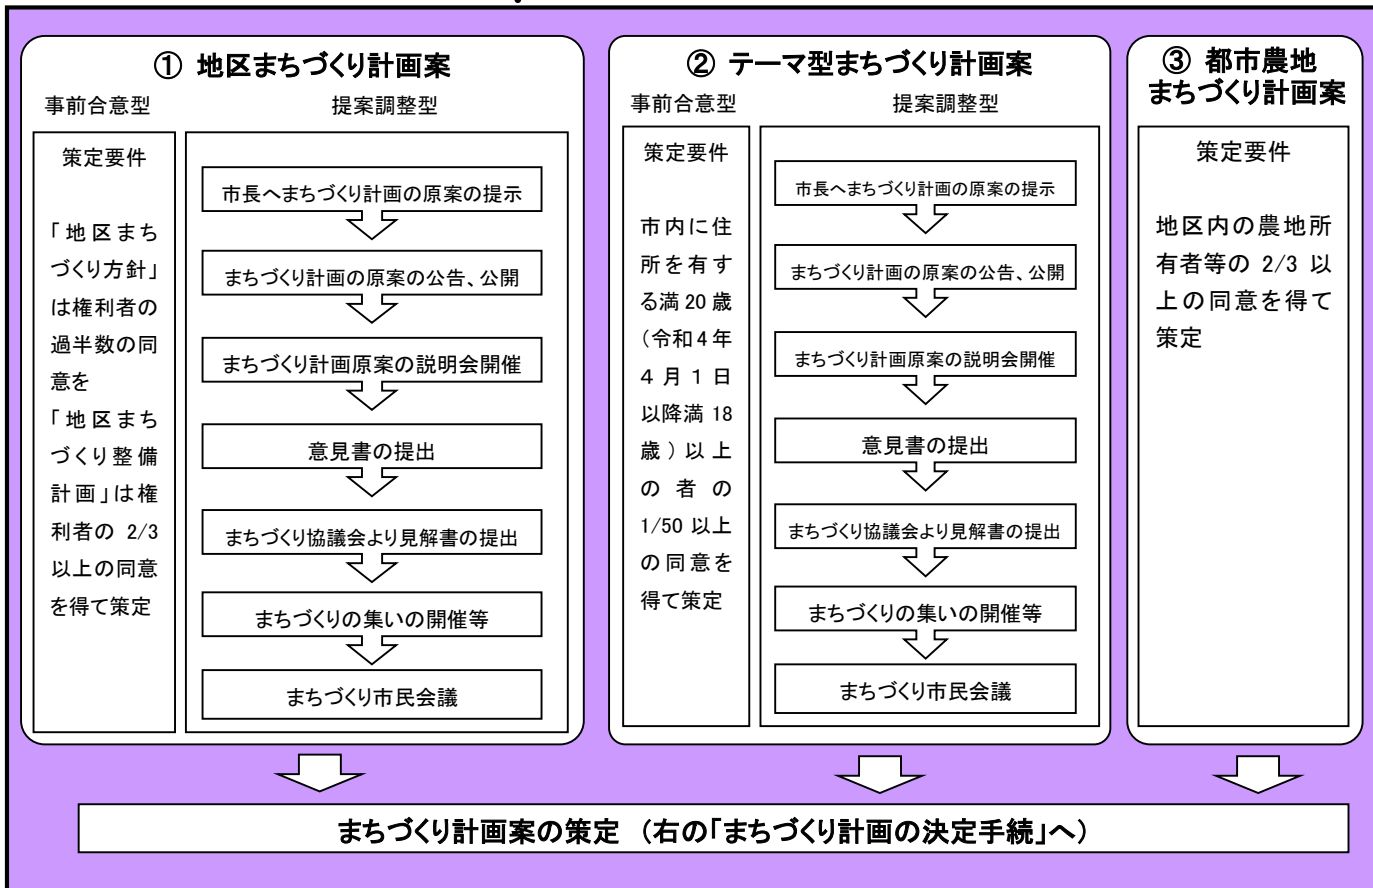 ① 地区まちづくり計画案
事前合意型
提案調整型
策定要件
「地区まち
づくり方針」
は権利者の
過半数の同
意を
「地区まち
づくり整備
計画」は権
利者の 2/3
以上の同意
を得て策定
市長へまちづくり計画の原案の提示
まちづくり計画の原案の公告、公開
まちづくり計画原案の説明会開催
意見書の提出
まちづくり協議会より見解書の提出
まちづくりの集いの開催等
まちづくり市民会議
② テーマ型まちづくり計画案
事前合意型
提案調整型
策定要件
市内に住
所を有す
る満 20 歳
(令和4年
4月1日
以降満 18
歳)以上
の者の
1/50 以上
の同意を
得て策定
市長へまちづくり計画の原案の提示
まちづくり計画の原案の公告、公開
まちづくり計画原案の説明会開催
意見書の提出
まちづくり協議会より見解書の提出
まちづくりの集いの開催等
まちづくり市民会議
③ 都市農地
まちづくり計画案
策定要件
地区内の農地所
有者等の 2/3 以
上の同意を得て
策定
まちづくり計画案の策定 (右の「まちづくり計画の決定手続」へ)